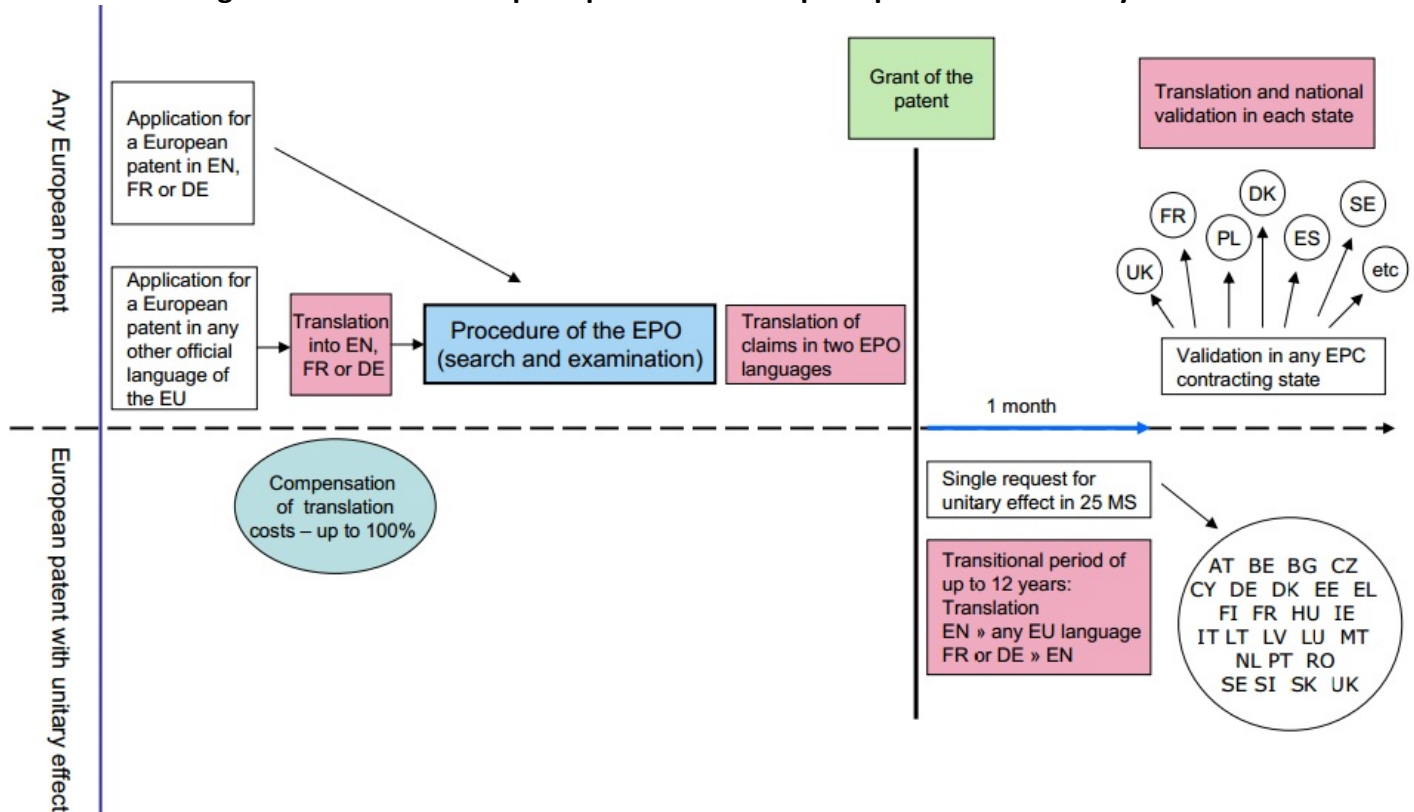 Any European patent
Application for
a European
patent in EN,
FR or DE
Application for
a European
patent in any
other official
language of
the EU
Translation
into EN,
FR or DE
Procedure of the EPO
(search and examination)
Translation of
claims in two EPO
languages
Grant of the
patent
Translation and national
validation in each state
UK
FR
PL
DK
ES
SE
etc
Validation in any EPC
contracting state
1 month
European patent with unitary effect
Compensation
of translation
costs – up to 100%
Single request for
unitary effect in 25 MS
Transitional period of
up to 12 years:
Translation
EN » any EU language
FR or DE » EN
AT BE BG CZ
CY DE DK EE EL
FI FR HU IE
IT LT LV LU MT
NL PT RO
SE SI SK UK